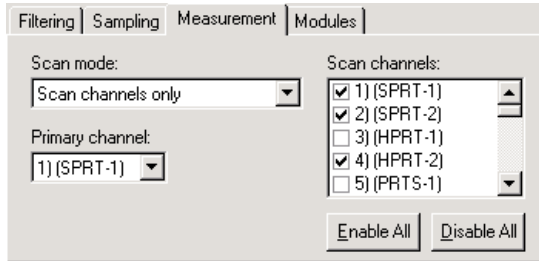 Filtering Sampling Measurement Modules
Scan mode:
Scan channels only
Primary channel:
1) (SPRT-1)
Scan channels:
1) (SPRT-1)
2) (SPRT-2)
3) (HPRT-1)
4) (HPRT-2)
5) (PRTS-1)
Enable All Disable All